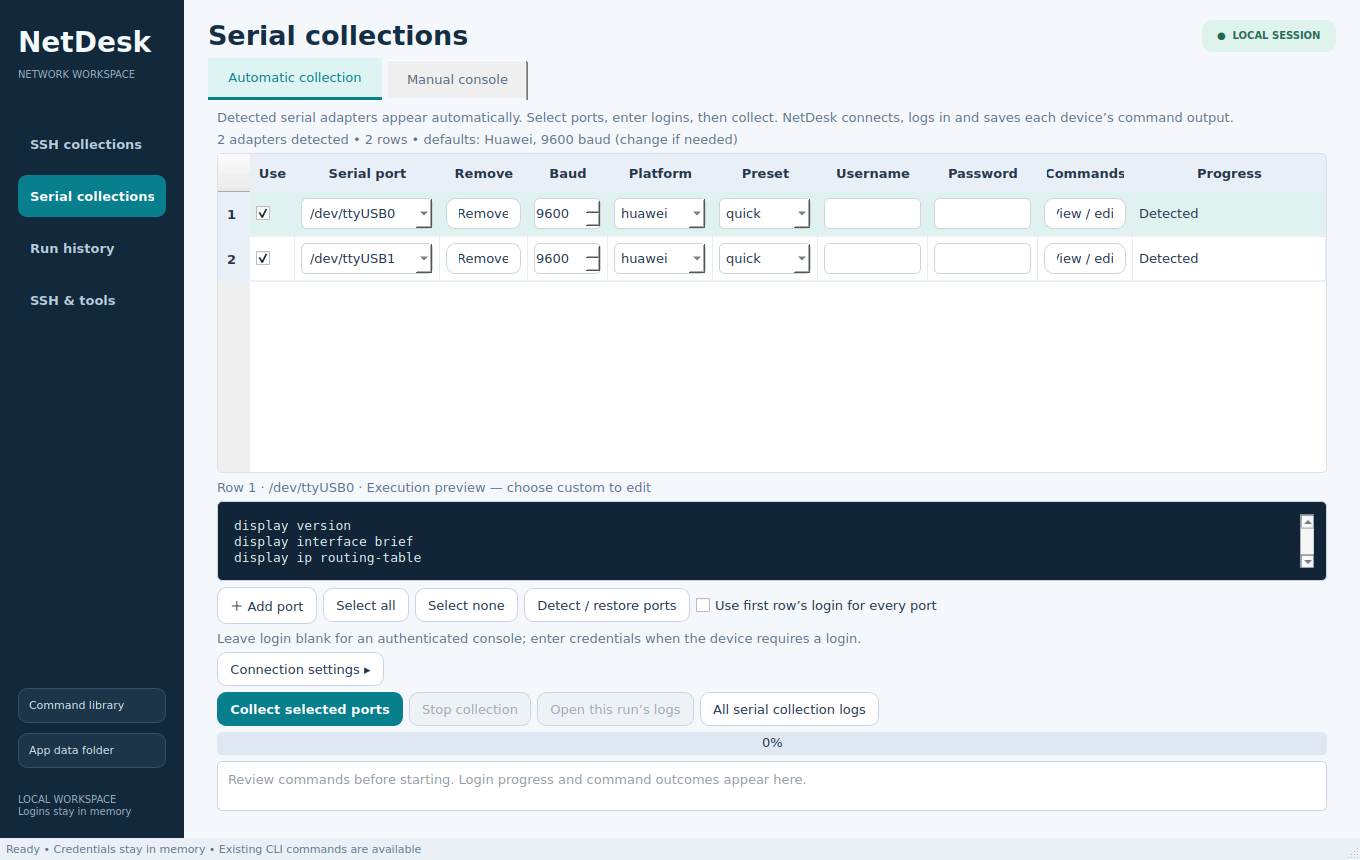 NetDesk
NETWORK WORKSPACE
SSH collections
Serial collections
Run history
SSH & tools
Command library
App data folder
LOCAL WORKSPACE
Logins stay in memory
Serial collections
● LOCAL SESSION
Automatic collection
Manual console
Detected serial adapters appear automatically. Select ports, enter logins, then collect. NetDesk connects, logs in and saves each device’s command output.
2 adapters detected • 2 rows • defaults: Huawei, 9600 baud (change if needed)
Use Serial port Remove Baud Platform Preset Username Password Commands Progress
1 /dev/ttyUSB0 Remove 9600 huawei quick View / edi Detected
2 /dev/ttyUSB1 Remove 9600 huawei quick View / edi Detected
Row 1 · /dev/ttyUSB0 · Execution preview — choose custom to edit
display version
display interface brief
display ip routing-table
+ Add port Select all Select none Detect / restore ports Use first row’s login for every port
Leave login blank for an authenticated console; enter credentials when the device requires a login.
Connection settings ▸
Collect selected ports Stop collection Open this run’s logs All serial collection logs
0%
Review commands before starting. Login progress and command outcomes appear here.
Ready • Credentials stay in memory • Existing CLI commands are available